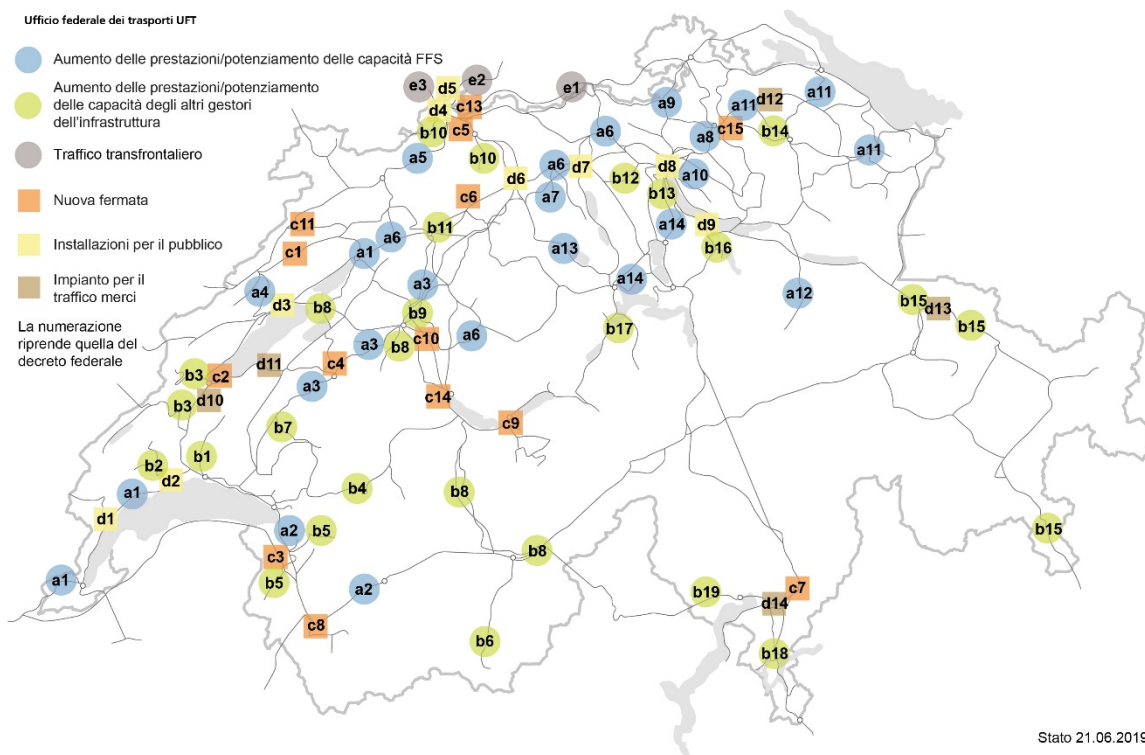 Ufficio federale dei trasporti UFT
Aumento delle prestazioni/potenziamento delle capacità FFS
Aumento delle prestazioni/potenziamento
delle capacità degli altri gestori
dell'infrastruttura
Traffico transfrontaliero
Nuova fermata
Installazioni per il pubblico
Impianto per il
traffico merci
La numerazione
riprende quella del
decreto federale
e3
d5
e2
e1
d4
c13
b10
c5
a5
b10
a9
a11
d12
a11
a6
a8
c15
b14
a11
d6
a6
d7
b12
d8
a10
a7
b13
c6
c11
c1
a1
a6
b11
a13
a14
d9
b16
a4
d3
b8
a3
b9
a14
a12
b15
d13
b15
b17
a3
b8
c10
a6
b3
c2
d11
c4
a3
b3
d10
c14
c9
b7
b2
b1
d2
a1
d1
b4
b8
a2
b5
c3
b5
b8
b15
a1
a2
c8
b6
b19
d14
c7
b18
Stato 21.06.2019